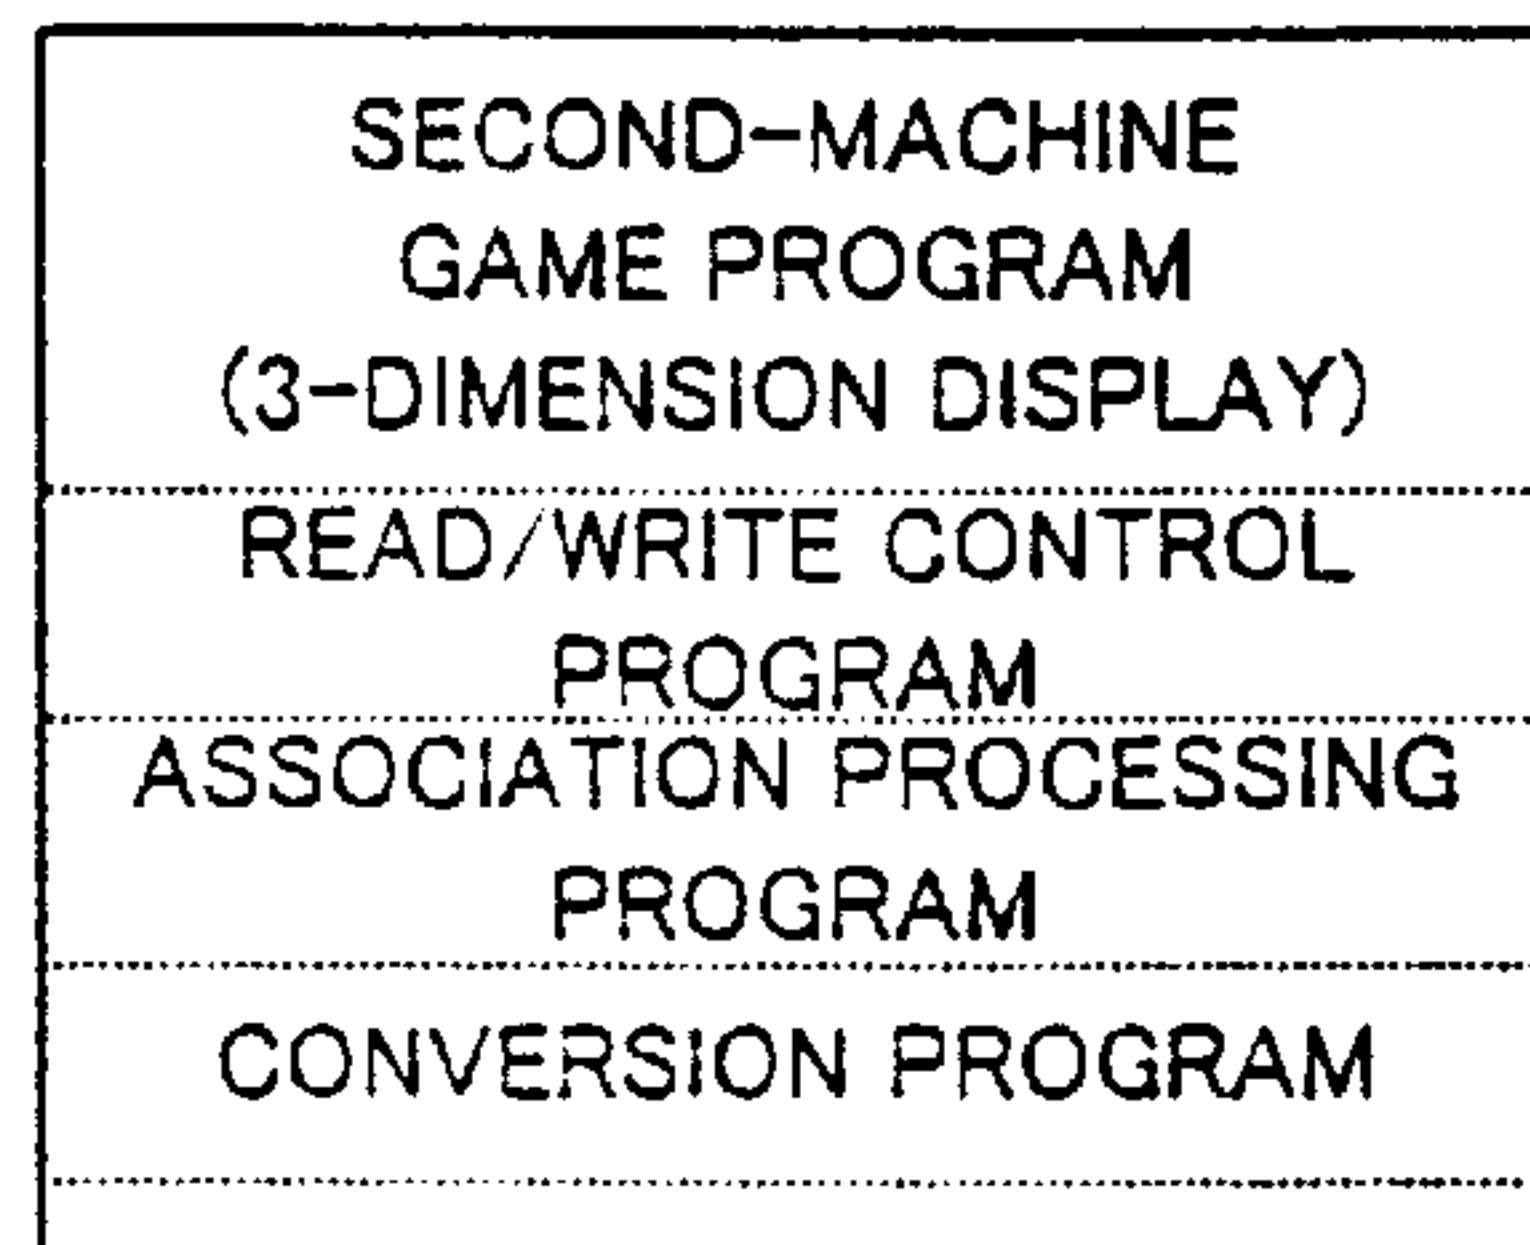 SECOND-MACHINE
GAME PROGRAM
(3-DIMENSION DISPLAY)
READ/WRITE CONTROL
PROGRAM
ASSOCIATION PROCESSING
PROGRAM
CONVERSION PROGRAM